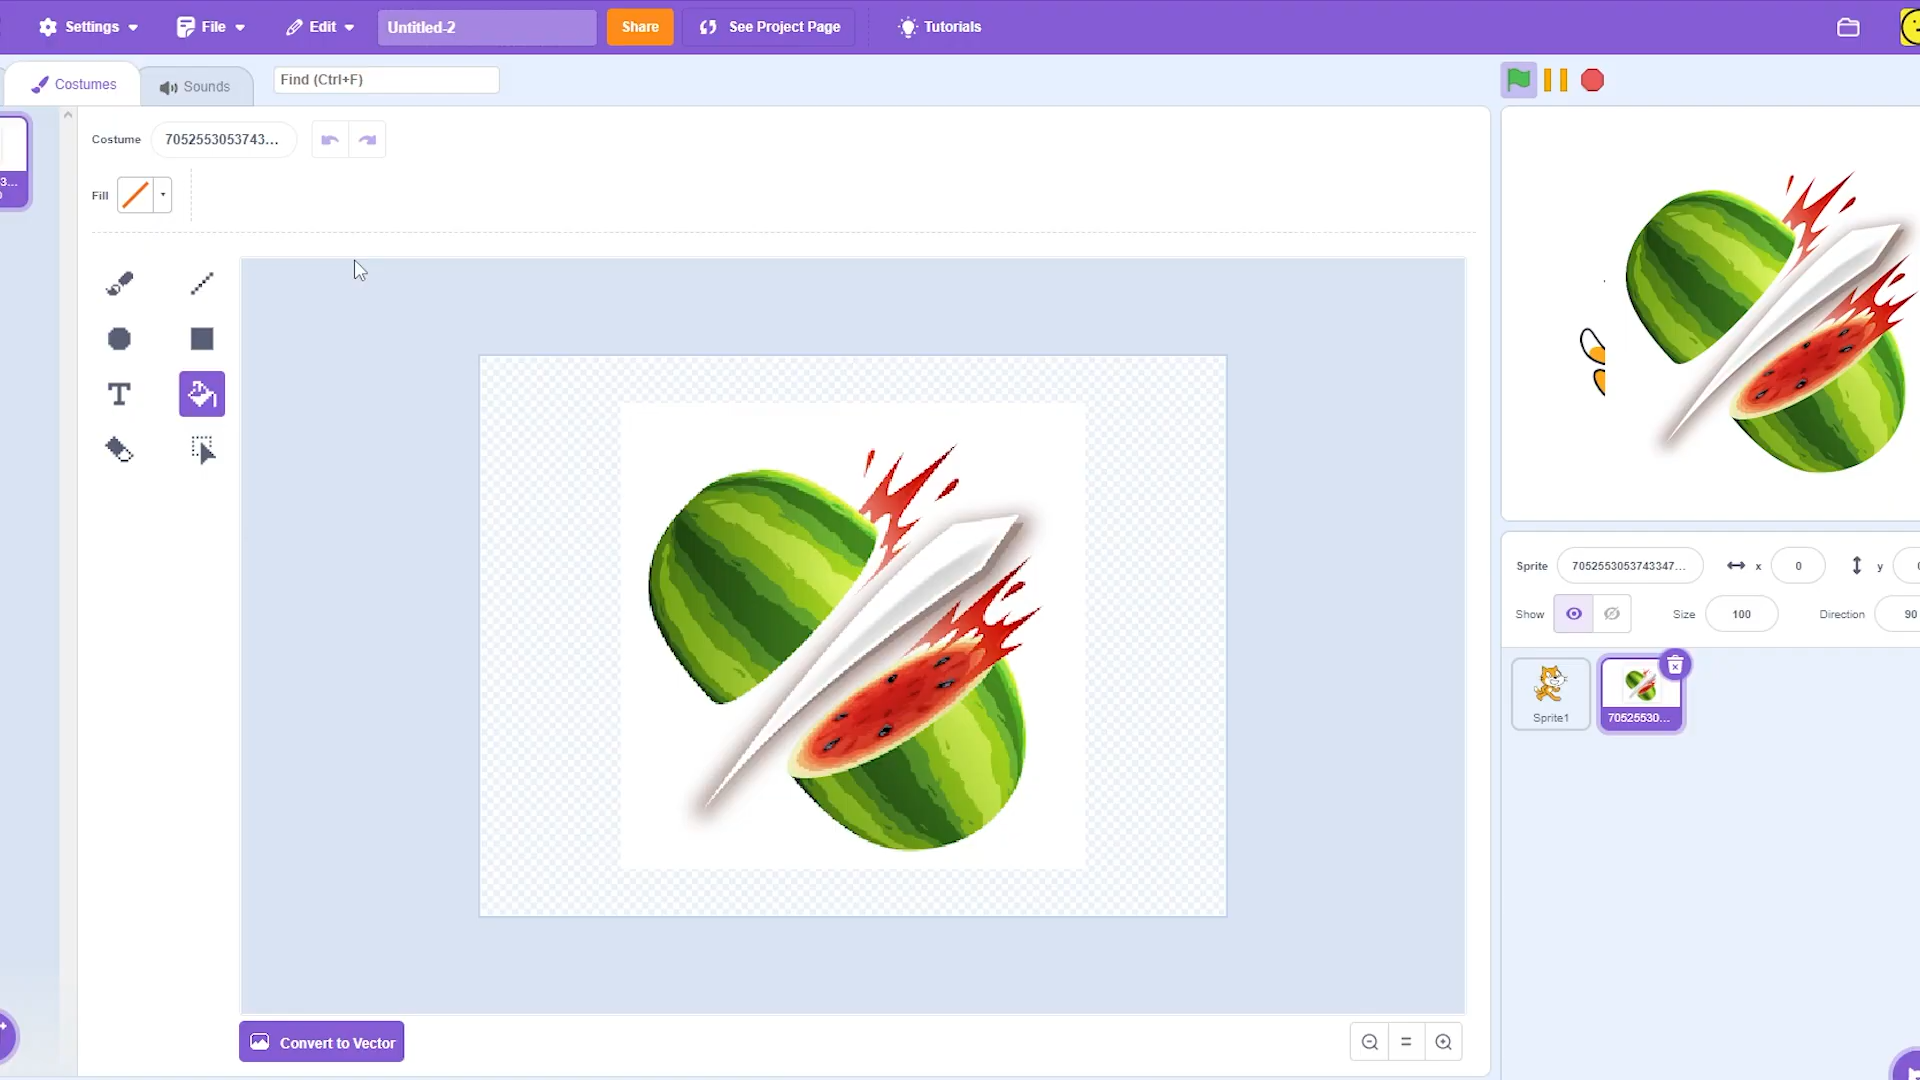 Settings File Edit Untitled-2 Share See Project Page Tutorials
Costumes Sounds Find (Ctrl+F)
Costume 7052553053743...
Fill
3...
T
Sprite 7052553053743347... x 0 y
Show Size 100 Direction 90
Sprite1 70525530...
Convert to Vector